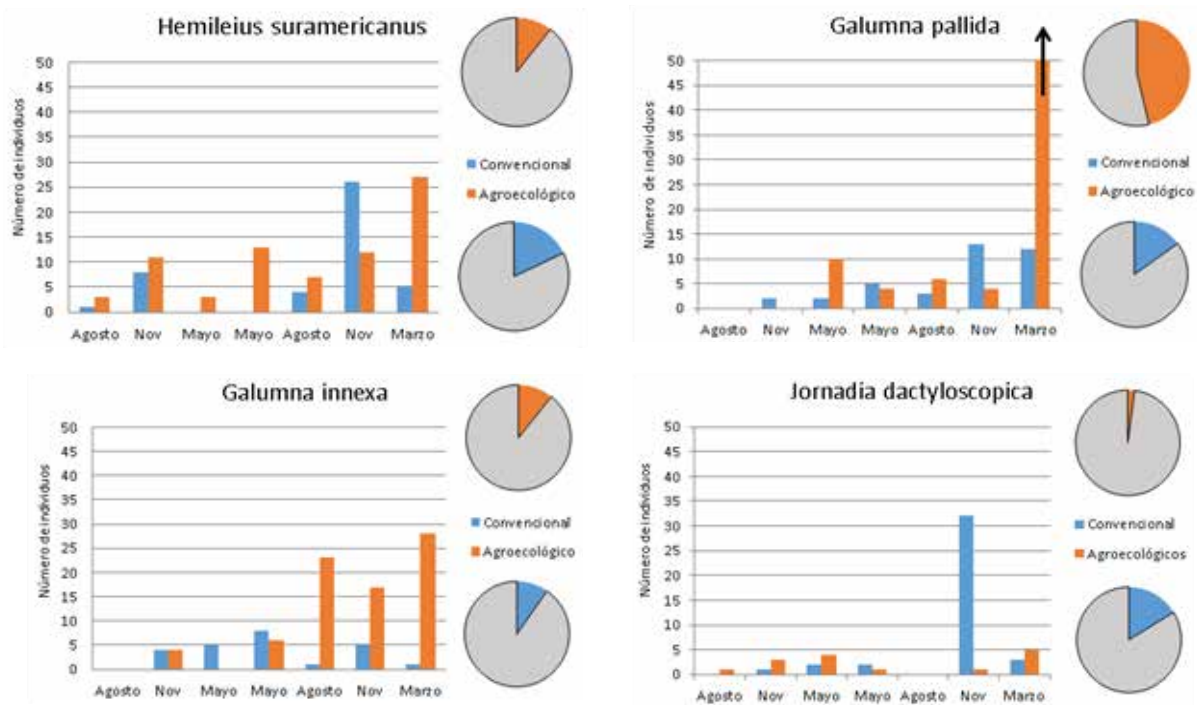 Hemileius suramericanus
Número de individuos
50
45
40
35
30
25
20
15
10
5
0
Agosto Nov Mayo Mayo Agosto Nov Marzo
Convencional
Agroecológico
Galumna pallida
Número de individuos
50
45
40
35
30
25
20
15
10
5
0
Agosto Nov Mayo Mayo Agosto Nov Marzo
Convencional
Agroecológico
Galumna innexa
Número de individuos
50
45
40
35
30
25
20
15
10
5
0
Agosto Nov Mayo Mayo Agosto Nov Marzo
Convencional
Agroecológico
Jornadia dactyloscopica
Número de individuos
50
45
40
35
30
25
20
15
10
5
0
Agosto Nov Mayo Mayo Agosto Nov Marzo
Convencional
Agroecológicos